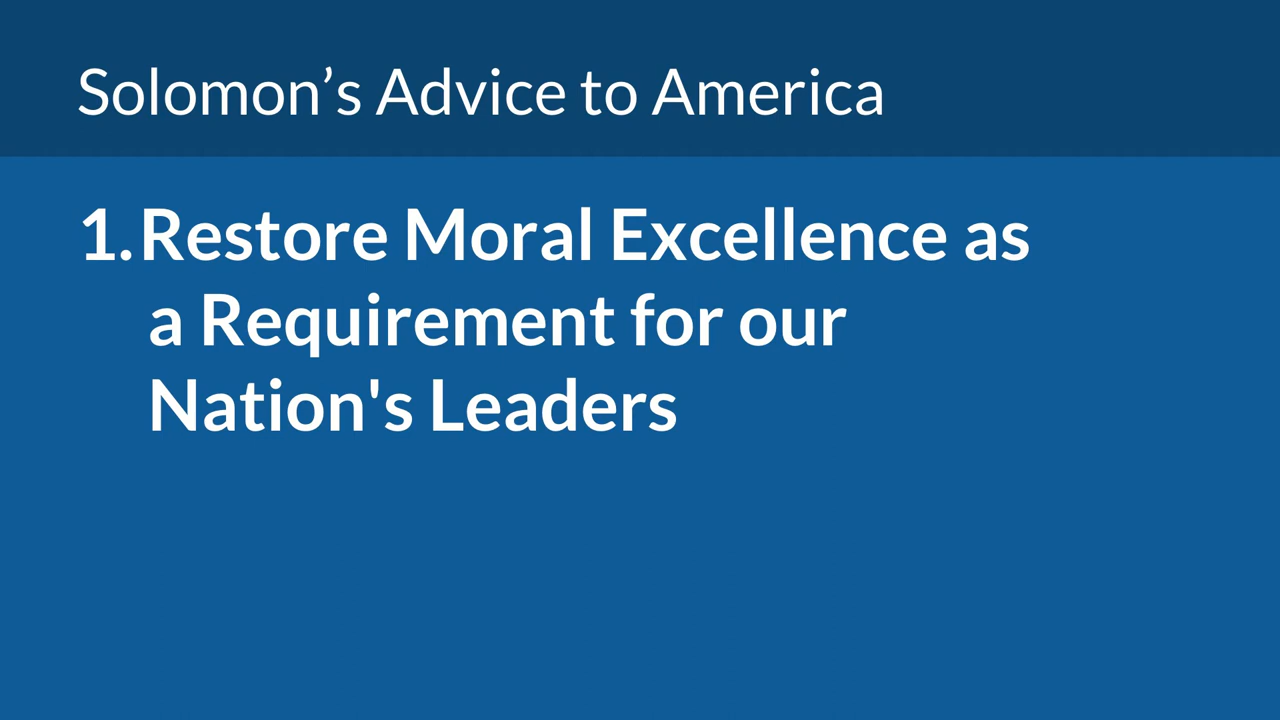 Solomon’s Advice to America
1. Restore Moral Excellence as
a Requirement for our
Nation's Leaders